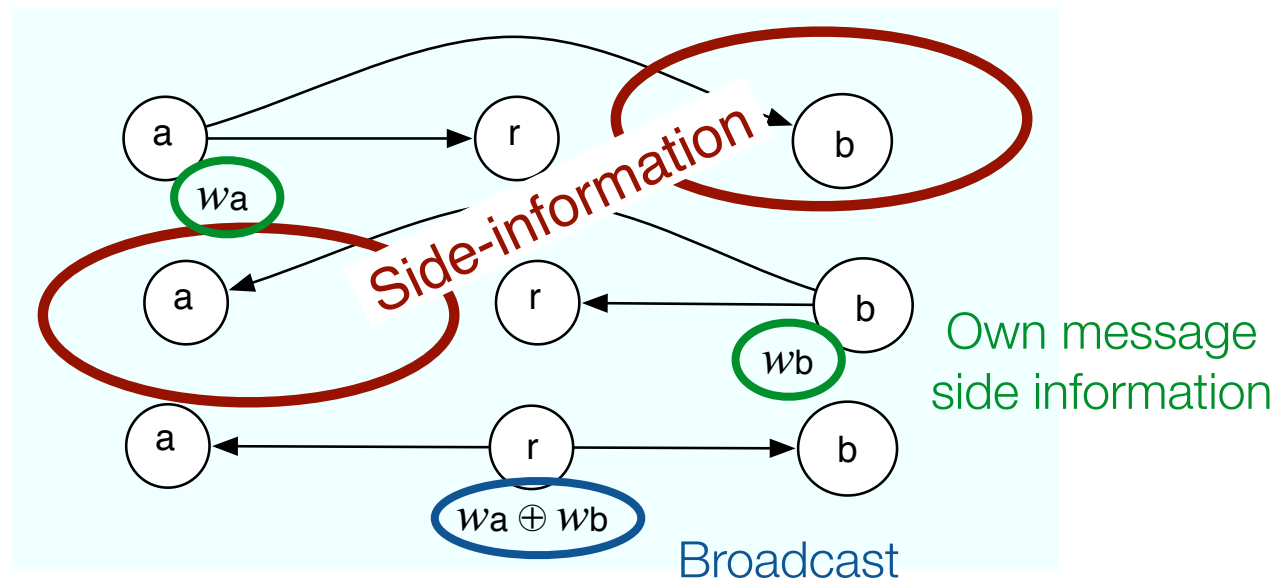 a r b
wa
Side-information
a r b
wb
Own message
side information
a r b
wa ⊕ wb
Broadcast